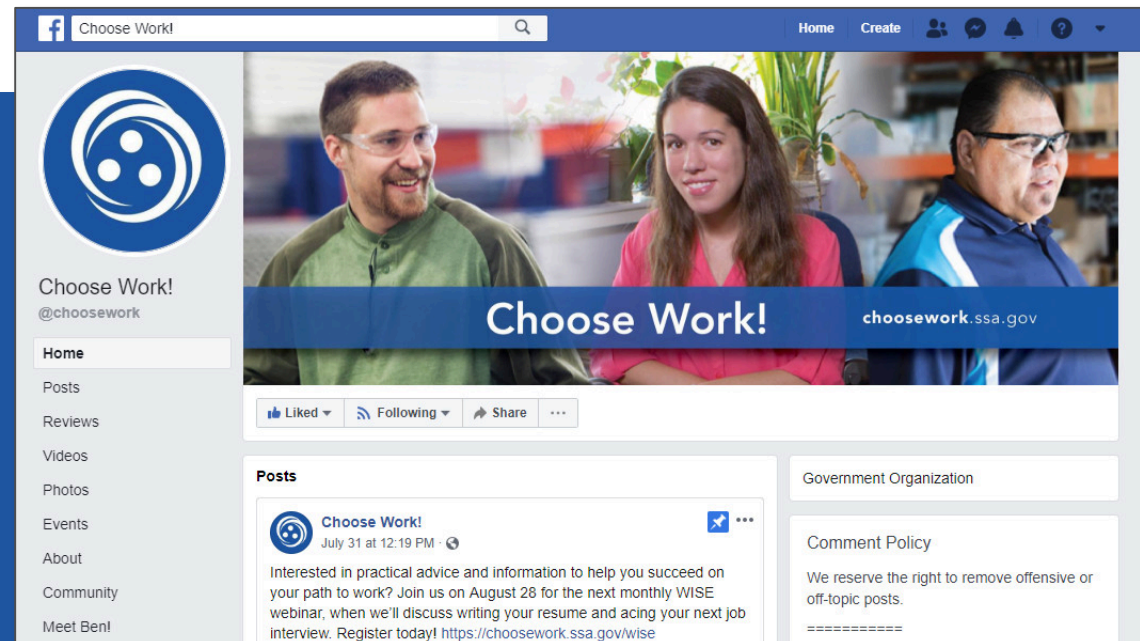 Choose Work!
Home
Create
Choose Work!
choosework.ssa.gov
Choose Work!
@choosework
Home
Posts
Reviews
Videos
Photos
Events
About
Community
Meet Ben!
Liked
Following
Share
Posts
Choose Work!
July 31 at 12:19 PM ·
Interested in practical advice and information to help you succeed on
your path to work? Join us on August 28 for the next monthly WISE
webinar, when we'll discuss writing your resume and acing your next job
interview. Register today! https://choosework.ssa.gov/wise
Government Organization
Comment Policy
We reserve the right to remove offensive or
off-topic posts.
===========